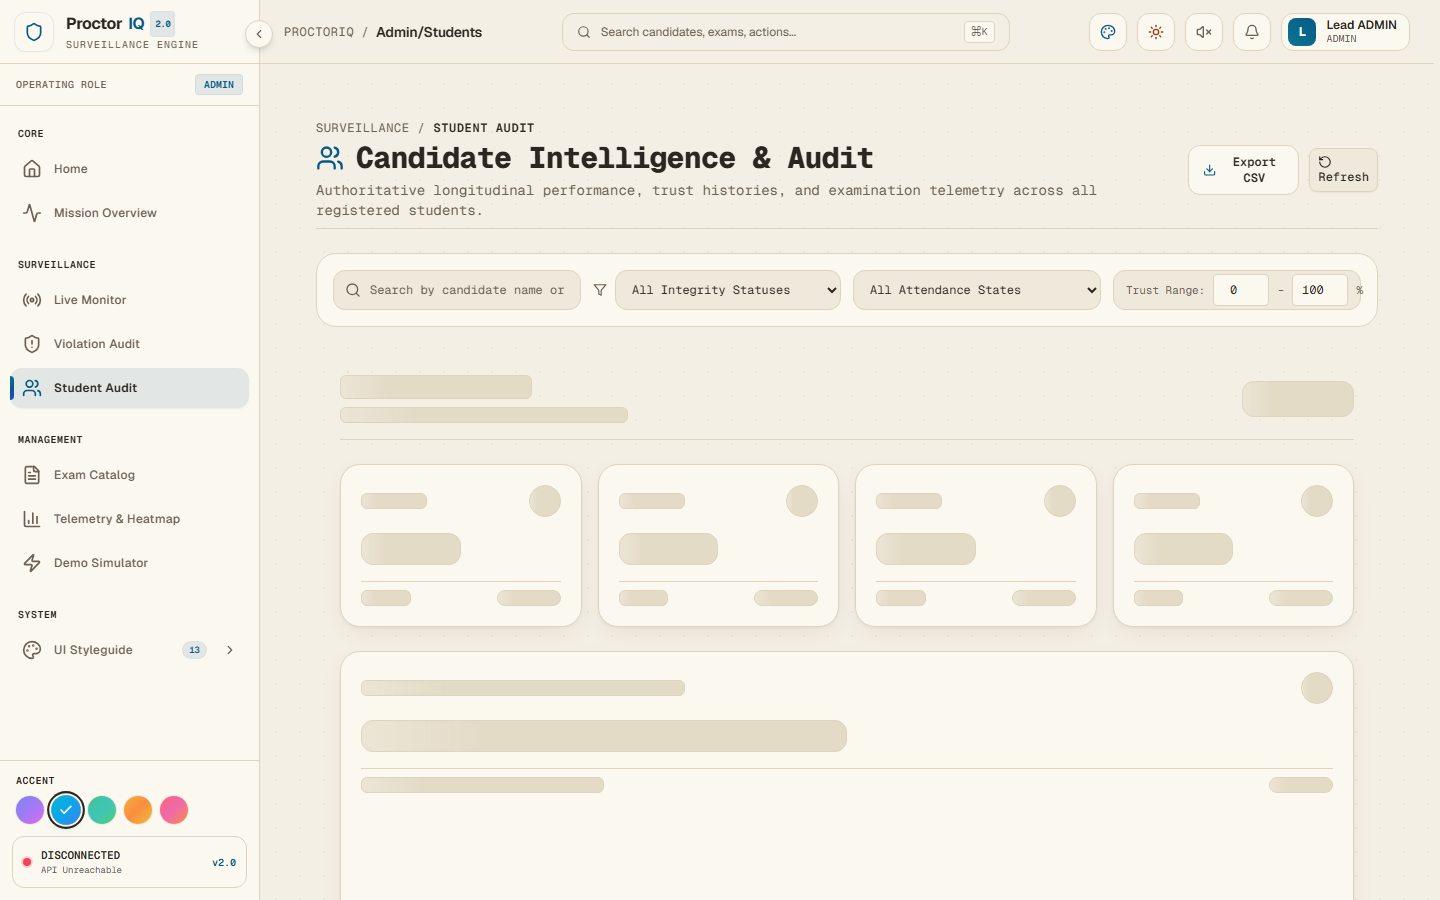 Proctor IQ 2.0
SURVEILLANCE ENGINE
OPERATING ROLE ADMIN
CORE
Home
Mission Overview
SURVEILLANCE
Live Monitor
Violation Audit
Student Audit
MANAGEMENT
Exam Catalog
Telemetry & Heatmap
Demo Simulator
SYSTEM
UI Styleguide 13
ACCENT
DISCONNECTED
API Unreachable
v2.0
PROCTORIQ / Admin/Students
Search candidates, exams, actions...
⌘K
L
Lead ADMIN
ADMIN
SURVEILLANCE / STUDENT AUDIT
Candidate Intelligence & Audit
Authoritative longitudinal performance, trust histories, and examination telemetry across all
registered students.
Export
CSV
Refresh
Search by candidate name or
All Integrity Statuses
All Attendance States
Trust Range: 0 - 100 %